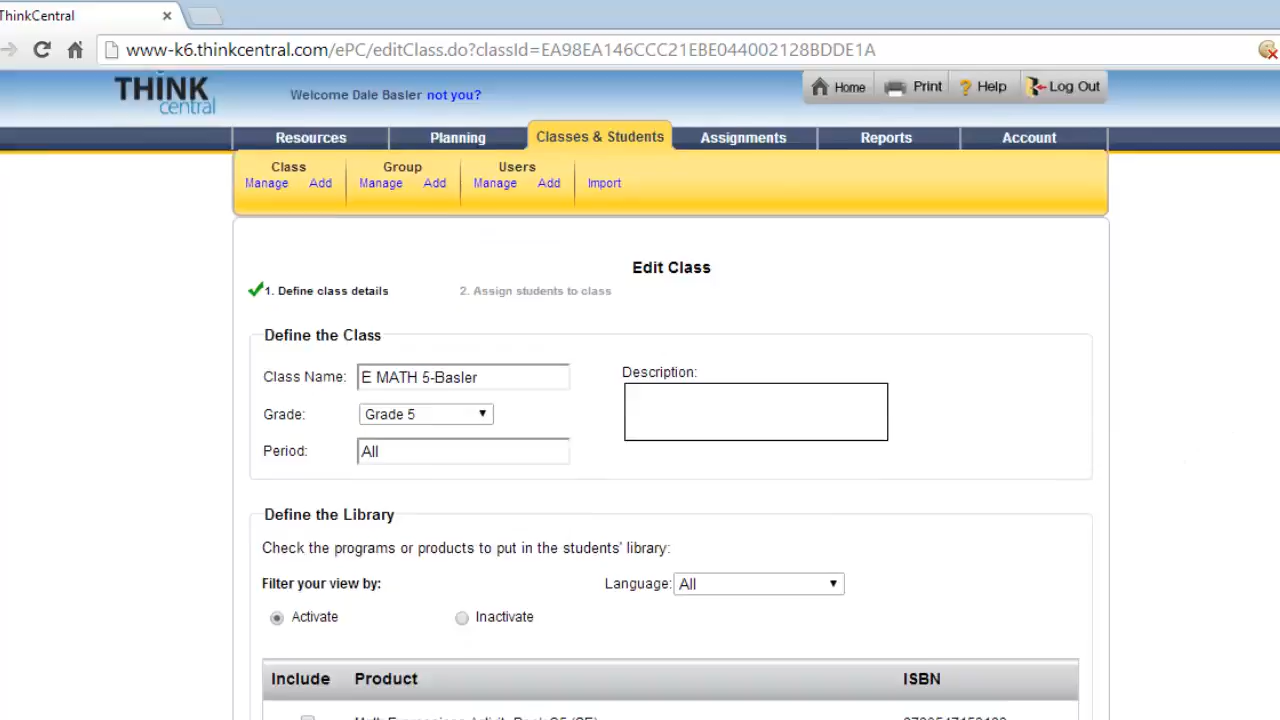 ThinkCentral
www-k6.thinkcentral.com/ePC/editClass.do?classId=EA98EA146CCC21EBE044002128BDDE1A
THINK
central
Welcome Dale Basler not you?
Home Print Help Log Out
Resources Planning Classes & Students Assignments Reports Account
Class Group Users
Manage Add Manage Add Manage Add Import
Edit Class
1. Define class details 2. Assign students to class
Define the Class
Class Name: E MATH 5-Basler Description:
Grade: Grade 5
Period: All
Define the Library
Check the programs or products to put in the students' library:
Filter your view by: Language: All
Activate Inactivate
Include Product ISBN